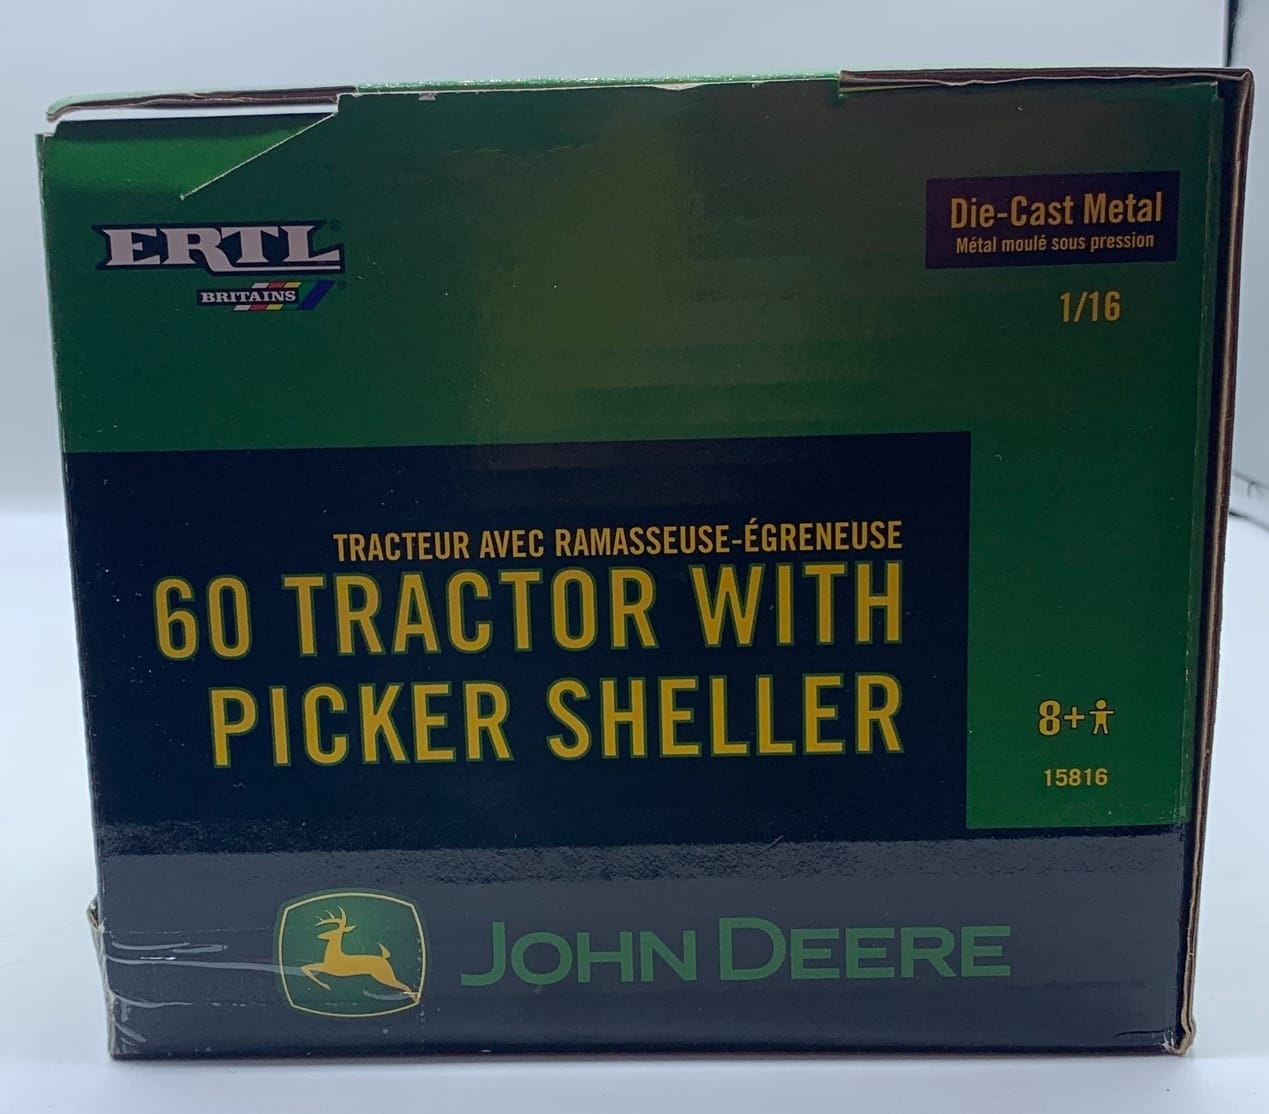 ERTL®
BRITAINS®
Die-Cast Metal
Métal moulé sous pression
1/16
TRACTEUR AVEC RAMASSEUSE-ÉGRENEUSE
60 TRACTOR WITH
PICKER SHELLER
8+
15816
JOHN DEERE